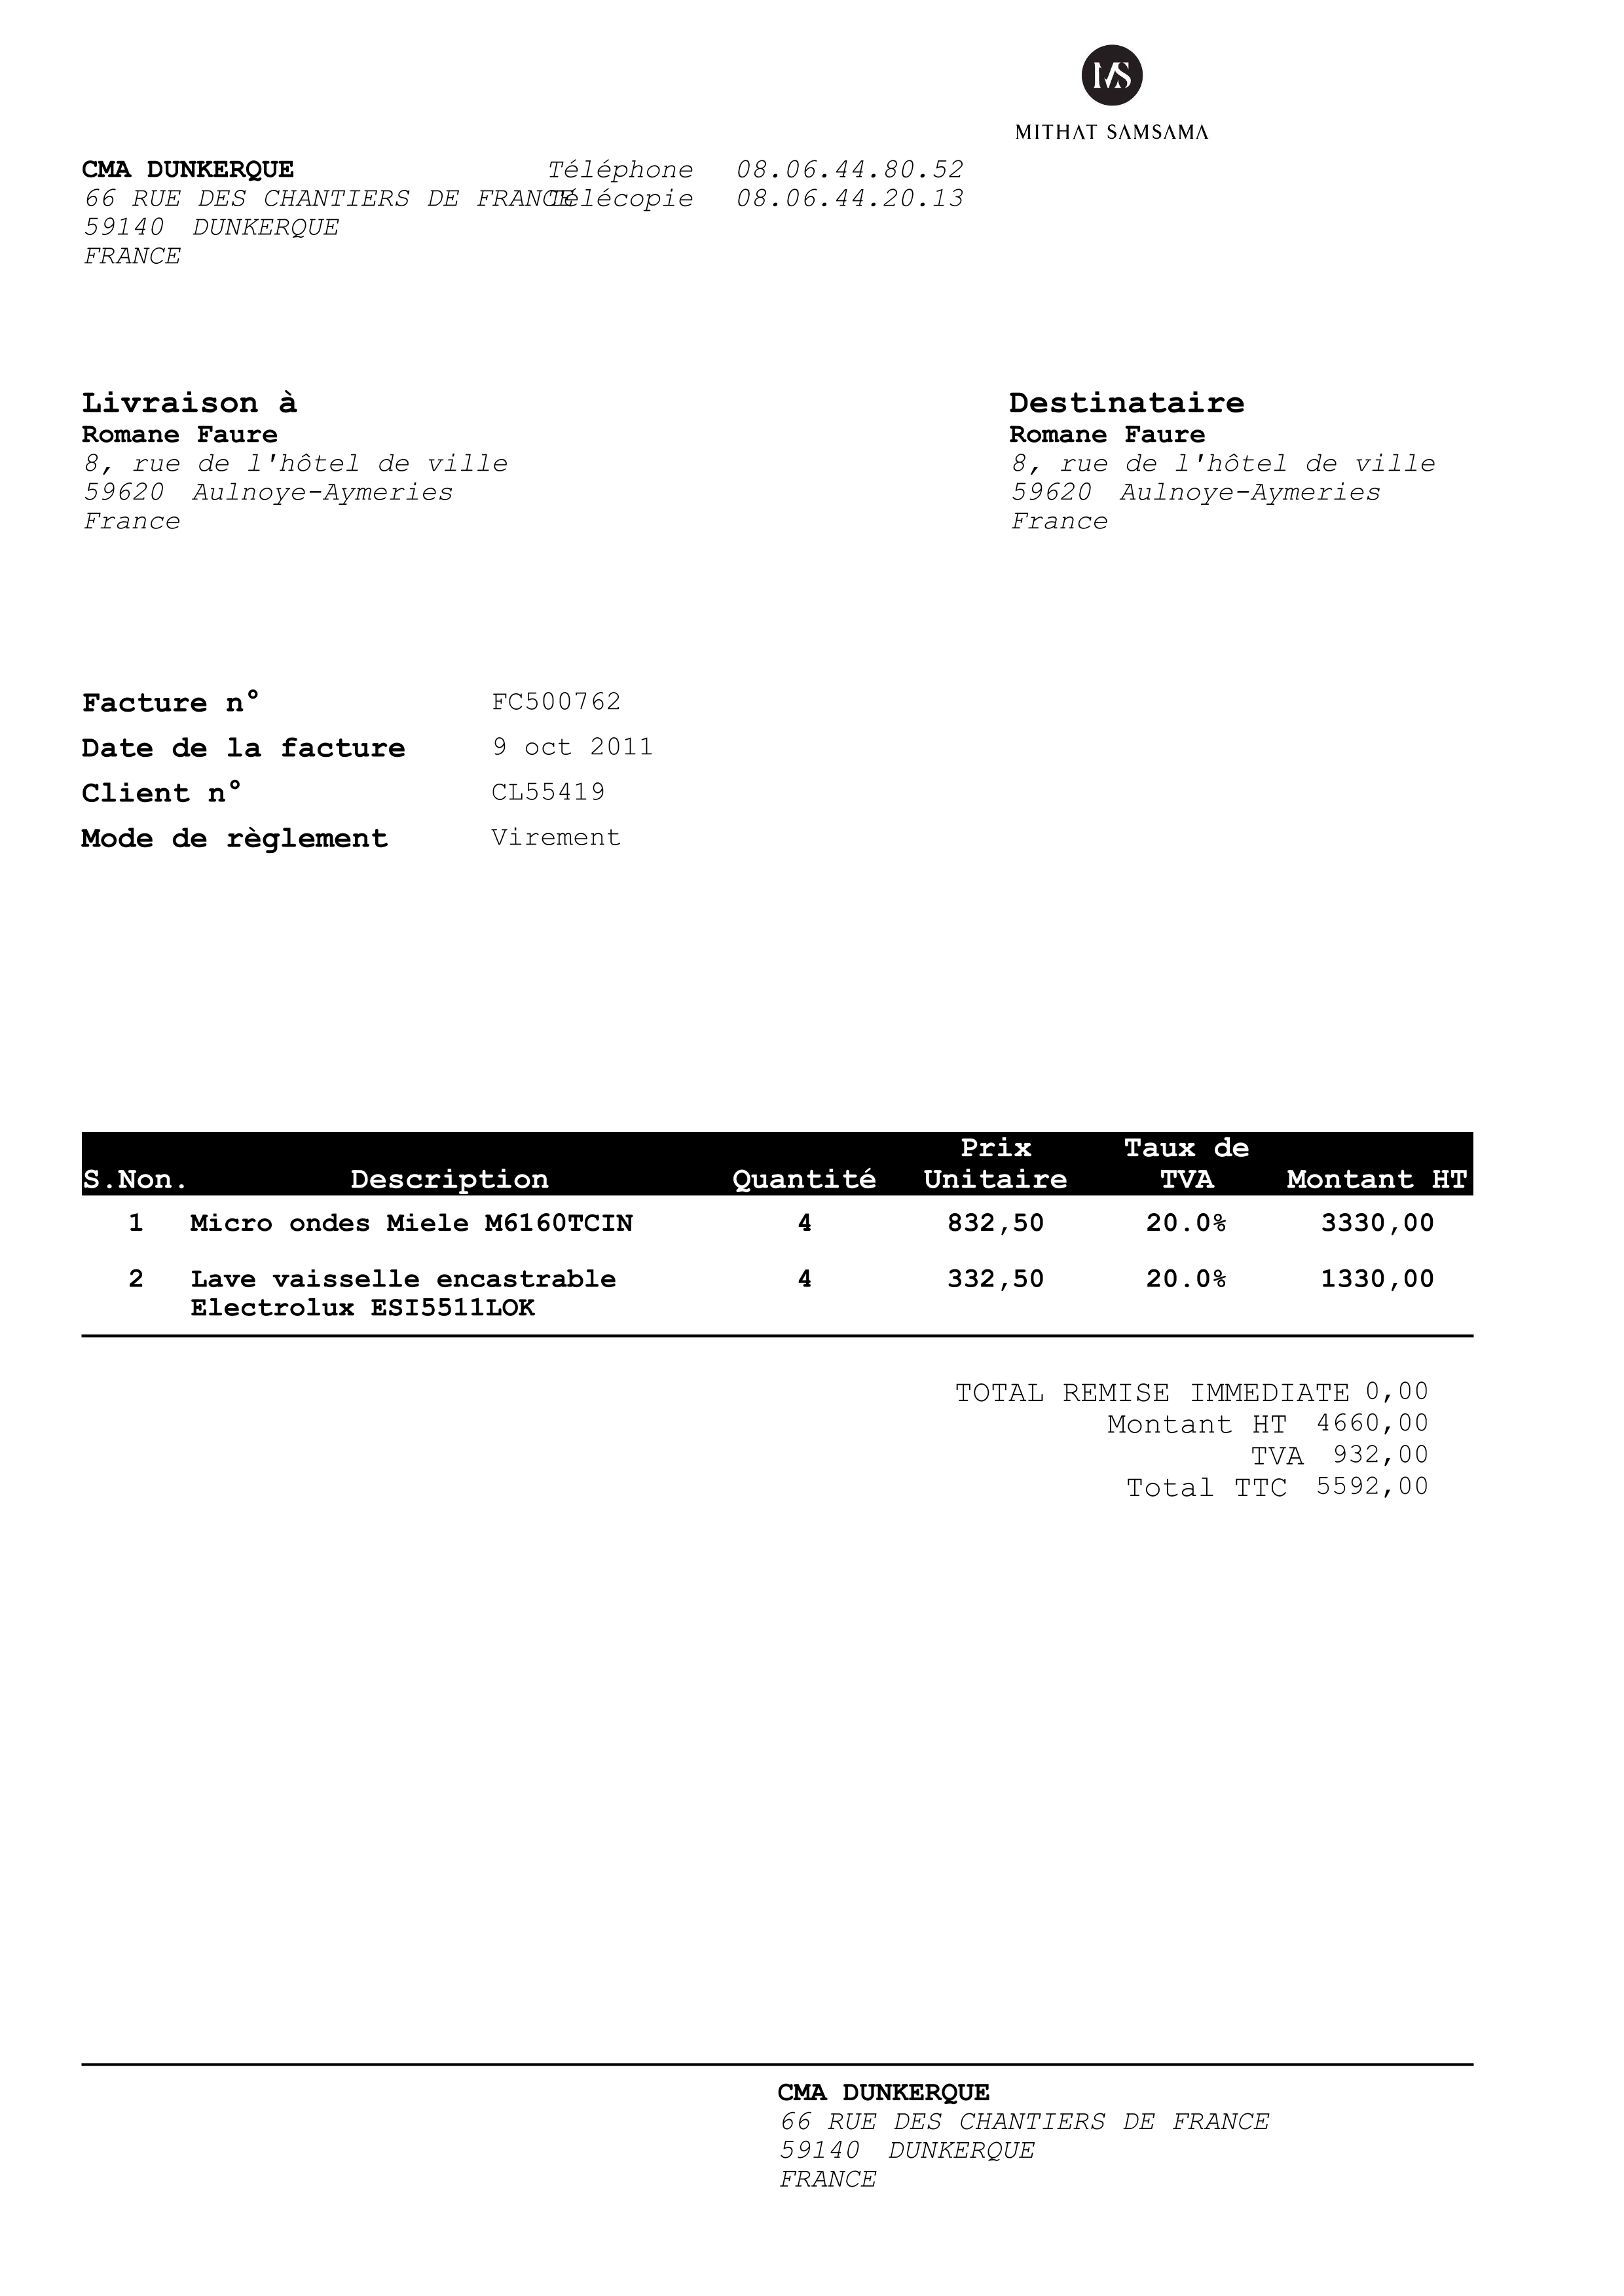 MS
MITHAT SAMSAMA
CMA DUNKERQUE
66 RUE DES CHANTIERS DE FRANCE
59140 DUNKERQUE
FRANCE
Téléphone 08.06.44.80.52
Télécopie 08.06.44.20.13
Livraison à
Romane Faure
8, rue de l'hôtel de ville
59620 Aulnoye-Aymeries
France
Destinataire
Romane Faure
8, rue de l'hôtel de ville
59620 Aulnoye-Aymeries
France
Facture n° FC500762
Date de la facture 9 oct 2011
Client n° CL55419
Mode de règlement Virement
S.Non. Description Quantité Prix Unitaire Taux de TVA Montant HT
1 Micro ondes Miele M6160TCIN 4 832,50 20.0% 3330,00
2 Lave vaisselle encastrable 4 332,50 20.0% 1330,00
Electrolux ESI5511LOK
TOTAL REMISE IMMEDIATE 0,00
Montant HT 4660,00
TVA 932,00
Total TTC 5592,00
CMA DUNKERQUE
66 RUE DES CHANTIERS DE FRANCE
59140 DUNKERQUE
FRANCE